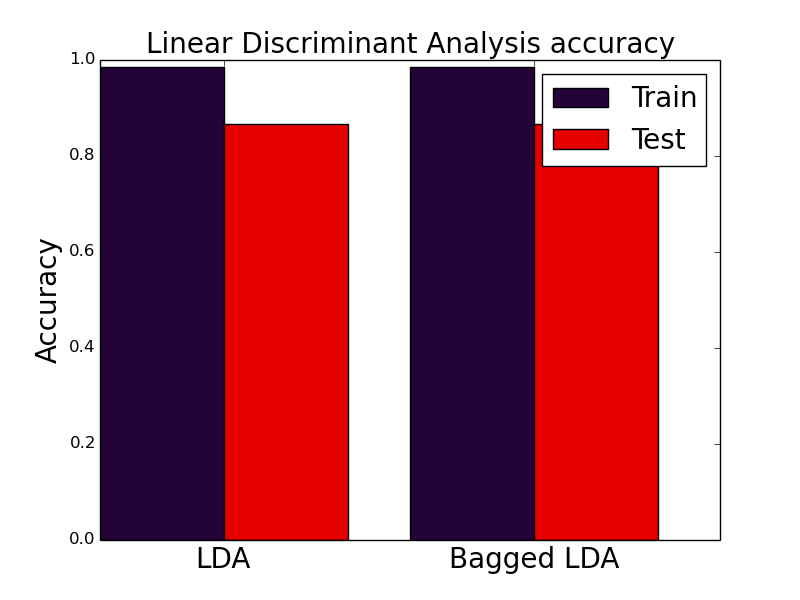 Linear Discriminant Analysis accuracy
1.0
0.8
0.6
0.4
0.2
0.0
Accuracy
Train
Test
LDA
Bagged LDA